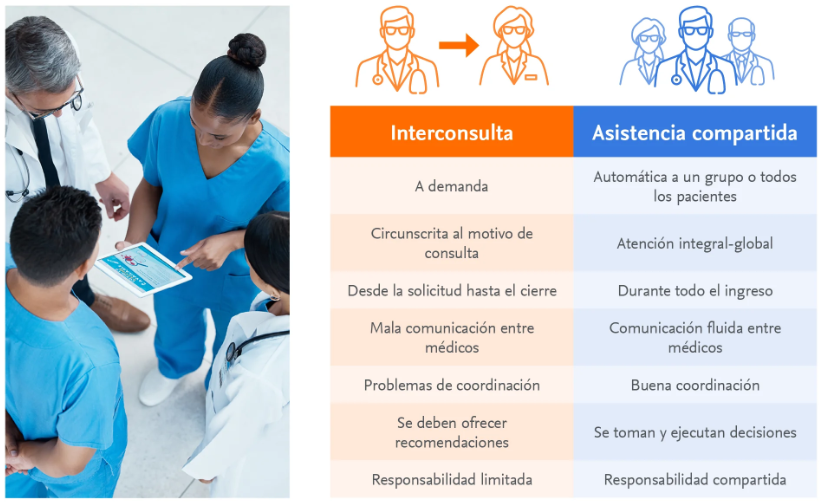 Interconsulta
Asistencia compartida
A demanda
Automática a un grupo o todos
los pacientes
Circunscrita al motivo de
consulta
Atención integral-global
Desde la solicitud hasta el cierre
Durante todo el ingreso
Mala comunicación entre
médicos
Comunicación fluida entre
médicos
Problemas de coordinación
Buena coordinación
Se deben ofrecer
recomendaciones
Se toman y ejecutan decisiones
Responsabilidad limitada
Responsabilidad compartida